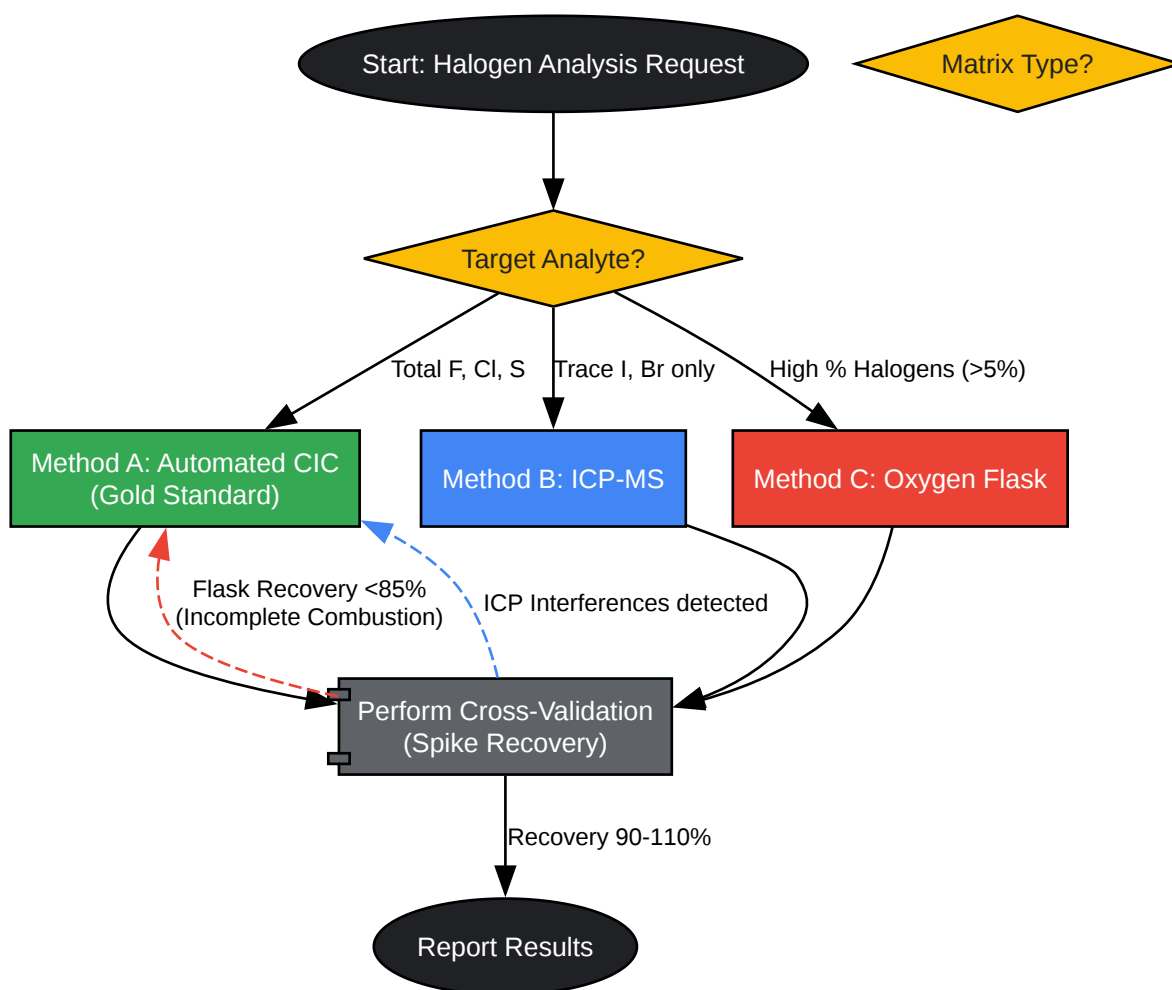 Start: Halogen Analysis Request
Matrix Type?
Target Analyte?
Total F, Cl, S
Trace I, Br only
High % Halogens (>5%)
Method A: Automated CIC
(Gold Standard)
Method B: ICP-MS
Method C: Oxygen Flask
Flask Recovery <85%
(Incomplete Combustion)
ICP Interferences detected
Perform Cross-Validation
(Spike Recovery)
Recovery 90-110%
Report Results